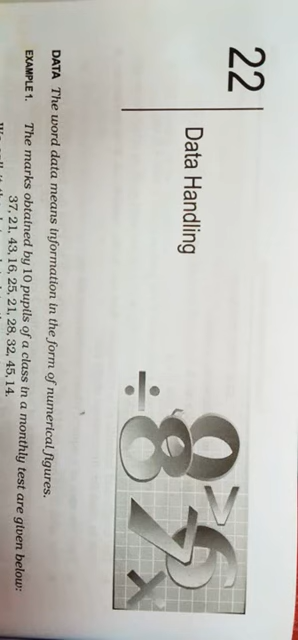 22
Data Handling
DATA The word data means information in the form of numerical figures.
EXAMPLE 1. The marks obtained by 10 pupils of a class in a monthly test are given below:
37, 21, 43, 16, 25, 21, 28, 32, 45, 14.